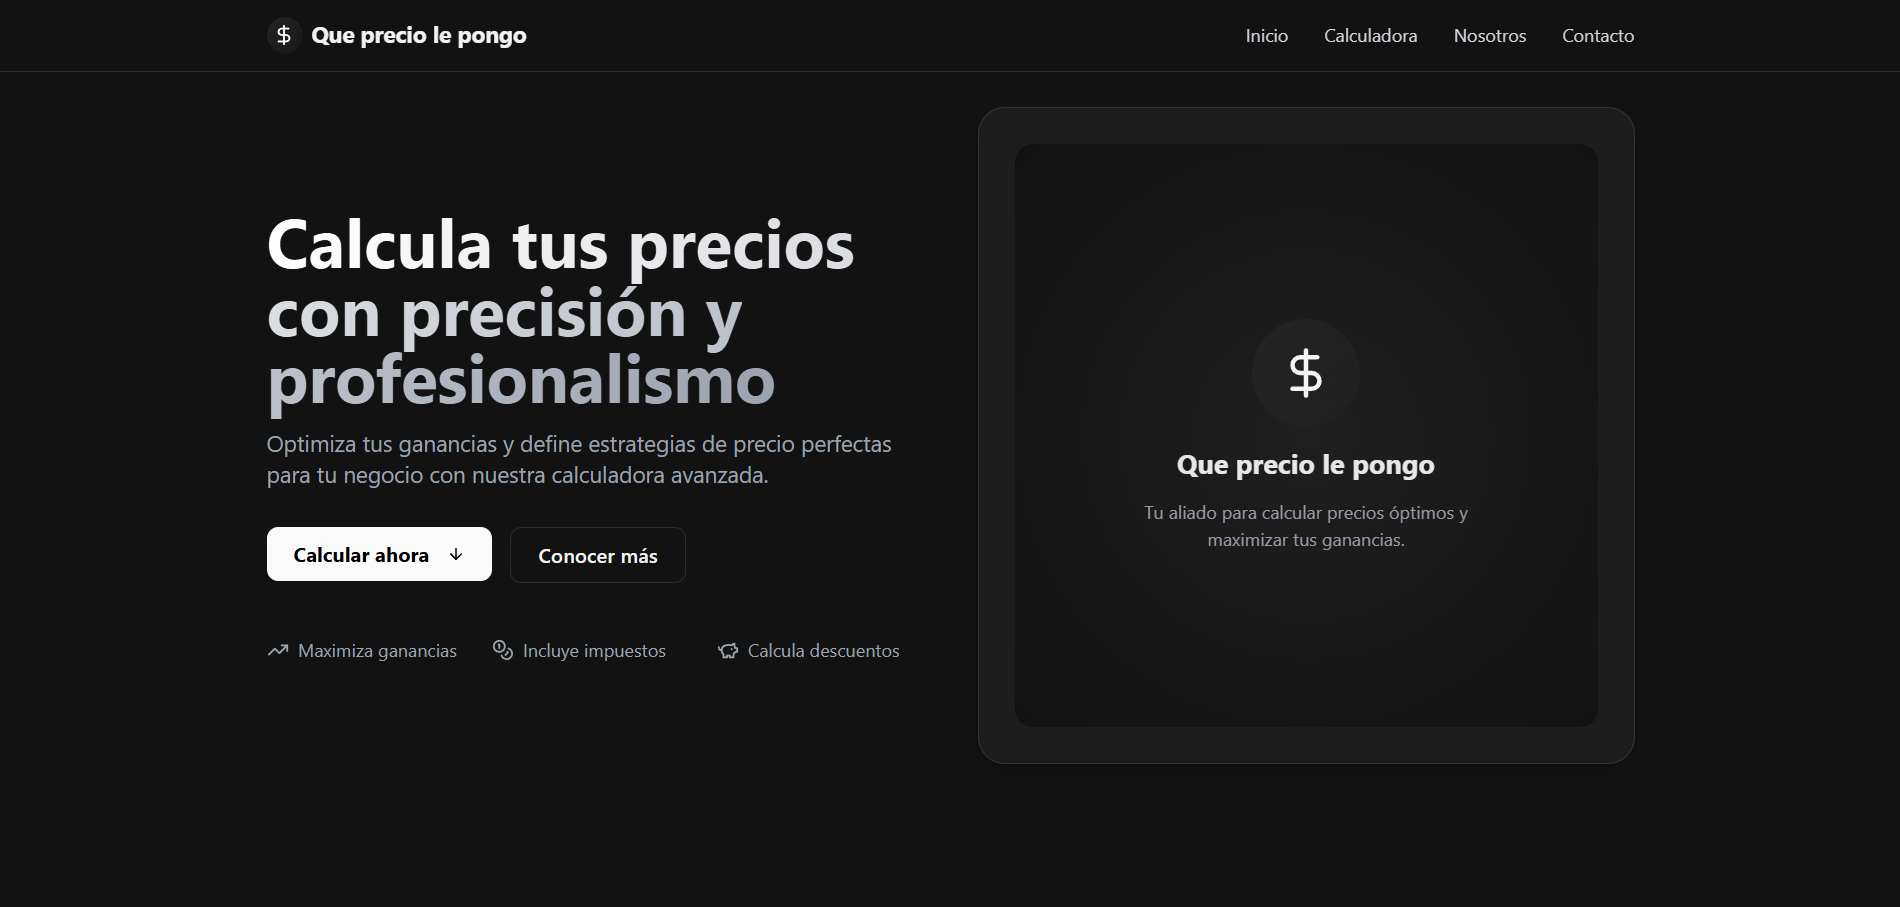 Que precio le pongo
Inicio
Calculadora
Nosotros
Contacto
Calcula tus precios
con precisión y
profesionalismo
Optimiza tus ganancias y define estrategias de precio perfectas
para tu negocio con nuestra calculadora avanzada.
Calcular ahora
Conocer más
Maximiza ganancias
Incluye impuestos
Calcula descuentos
$
Que precio le pongo
Tu aliado para calcular precios óptimos y
maximizar tus ganancias.